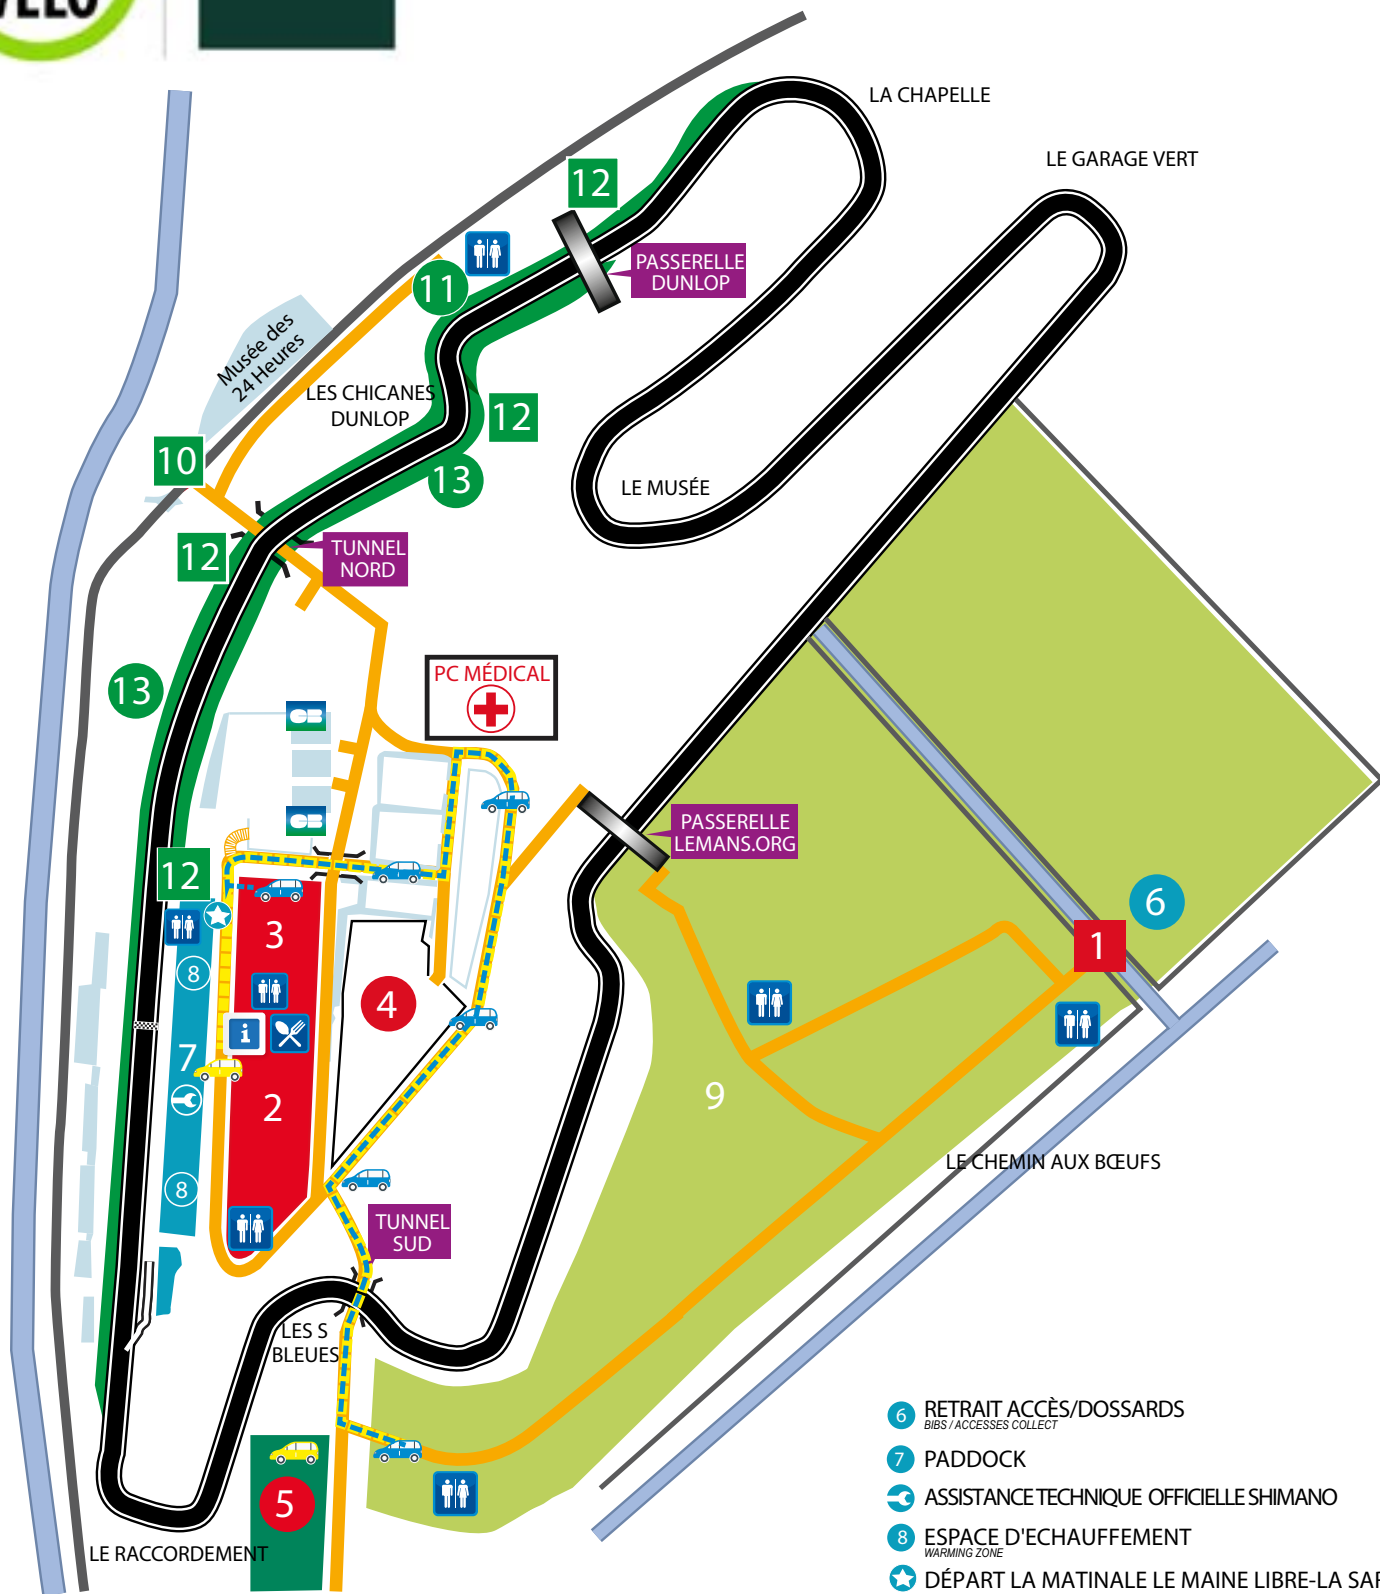 VELO
LA CHAPELLE
LE GARAGE VERT
12
PASSERELLE
DUNLOP
11
Musée des
24 Heures
LES CHICANES
DUNLOP
12
10
13
LE MUSÉE
12
TUNNEL
NORD
13
PC MÉDICAL
CB
CB
PASSERELLE
LEMANS.ORG
12
6
3
1
8
4
i
7
2
9
LE CHEMIN AUX BŒUFS
8
TUNNEL
SUD
LES S
BLEUES
5
LE RACCORDEMENT
6 RETRAIT ACCÈS/DOSSARDS
BIBS / ACCESSES COLLECT
7 PADDOCK
ASSISTANCE TECHNIQUE OFFICIELLE SHIMANO
8 ESPACE D'ECHAUFFEMENT
WARMING ZONE
DÉPART LA MATINALE LE MAINE LIBRE-LA SAR